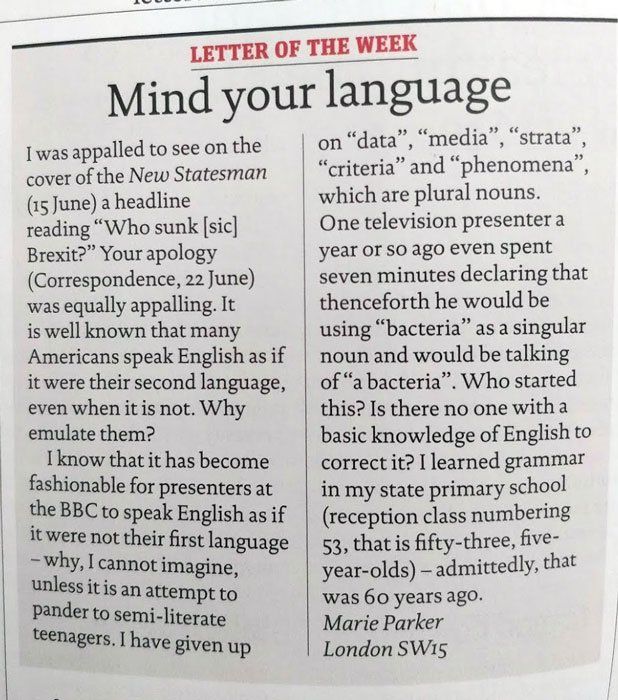 LETTER OF THE WEEK
Mind your language
I was appalled to see on the
cover of the New Statesman
(15 June) a headline
reading “Who sunk [sic]
Brexit?” Your apology
(Correspondence, 22 June)
was equally appalling. It
is well known that many
Americans speak English as if
it were their second language,
even when it is not. Why
emulate them?
I know that it has become
fashionable for presenters at
the BBC to speak English as if
it were not their first language
– why, I cannot imagine,
unless it is an attempt to
pander to semi-literate
teenagers. I have given up
on “data”, “media”, “strata”,
“criteria” and “phenomena”,
which are plural nouns.
One television presenter a
year or so ago even spent
seven minutes declaring that
thenceforth he would be
using “bacteria” as a singular
noun and would be talking
of “a bacteria”. Who started
this? Is there no one with a
basic knowledge of English to
correct it? I learned grammar
in my state primary school
(reception class numbering
53, that is fifty-three, five-
year-olds) – admittedly, that
was 60 years ago.
Marie Parker
London SW15